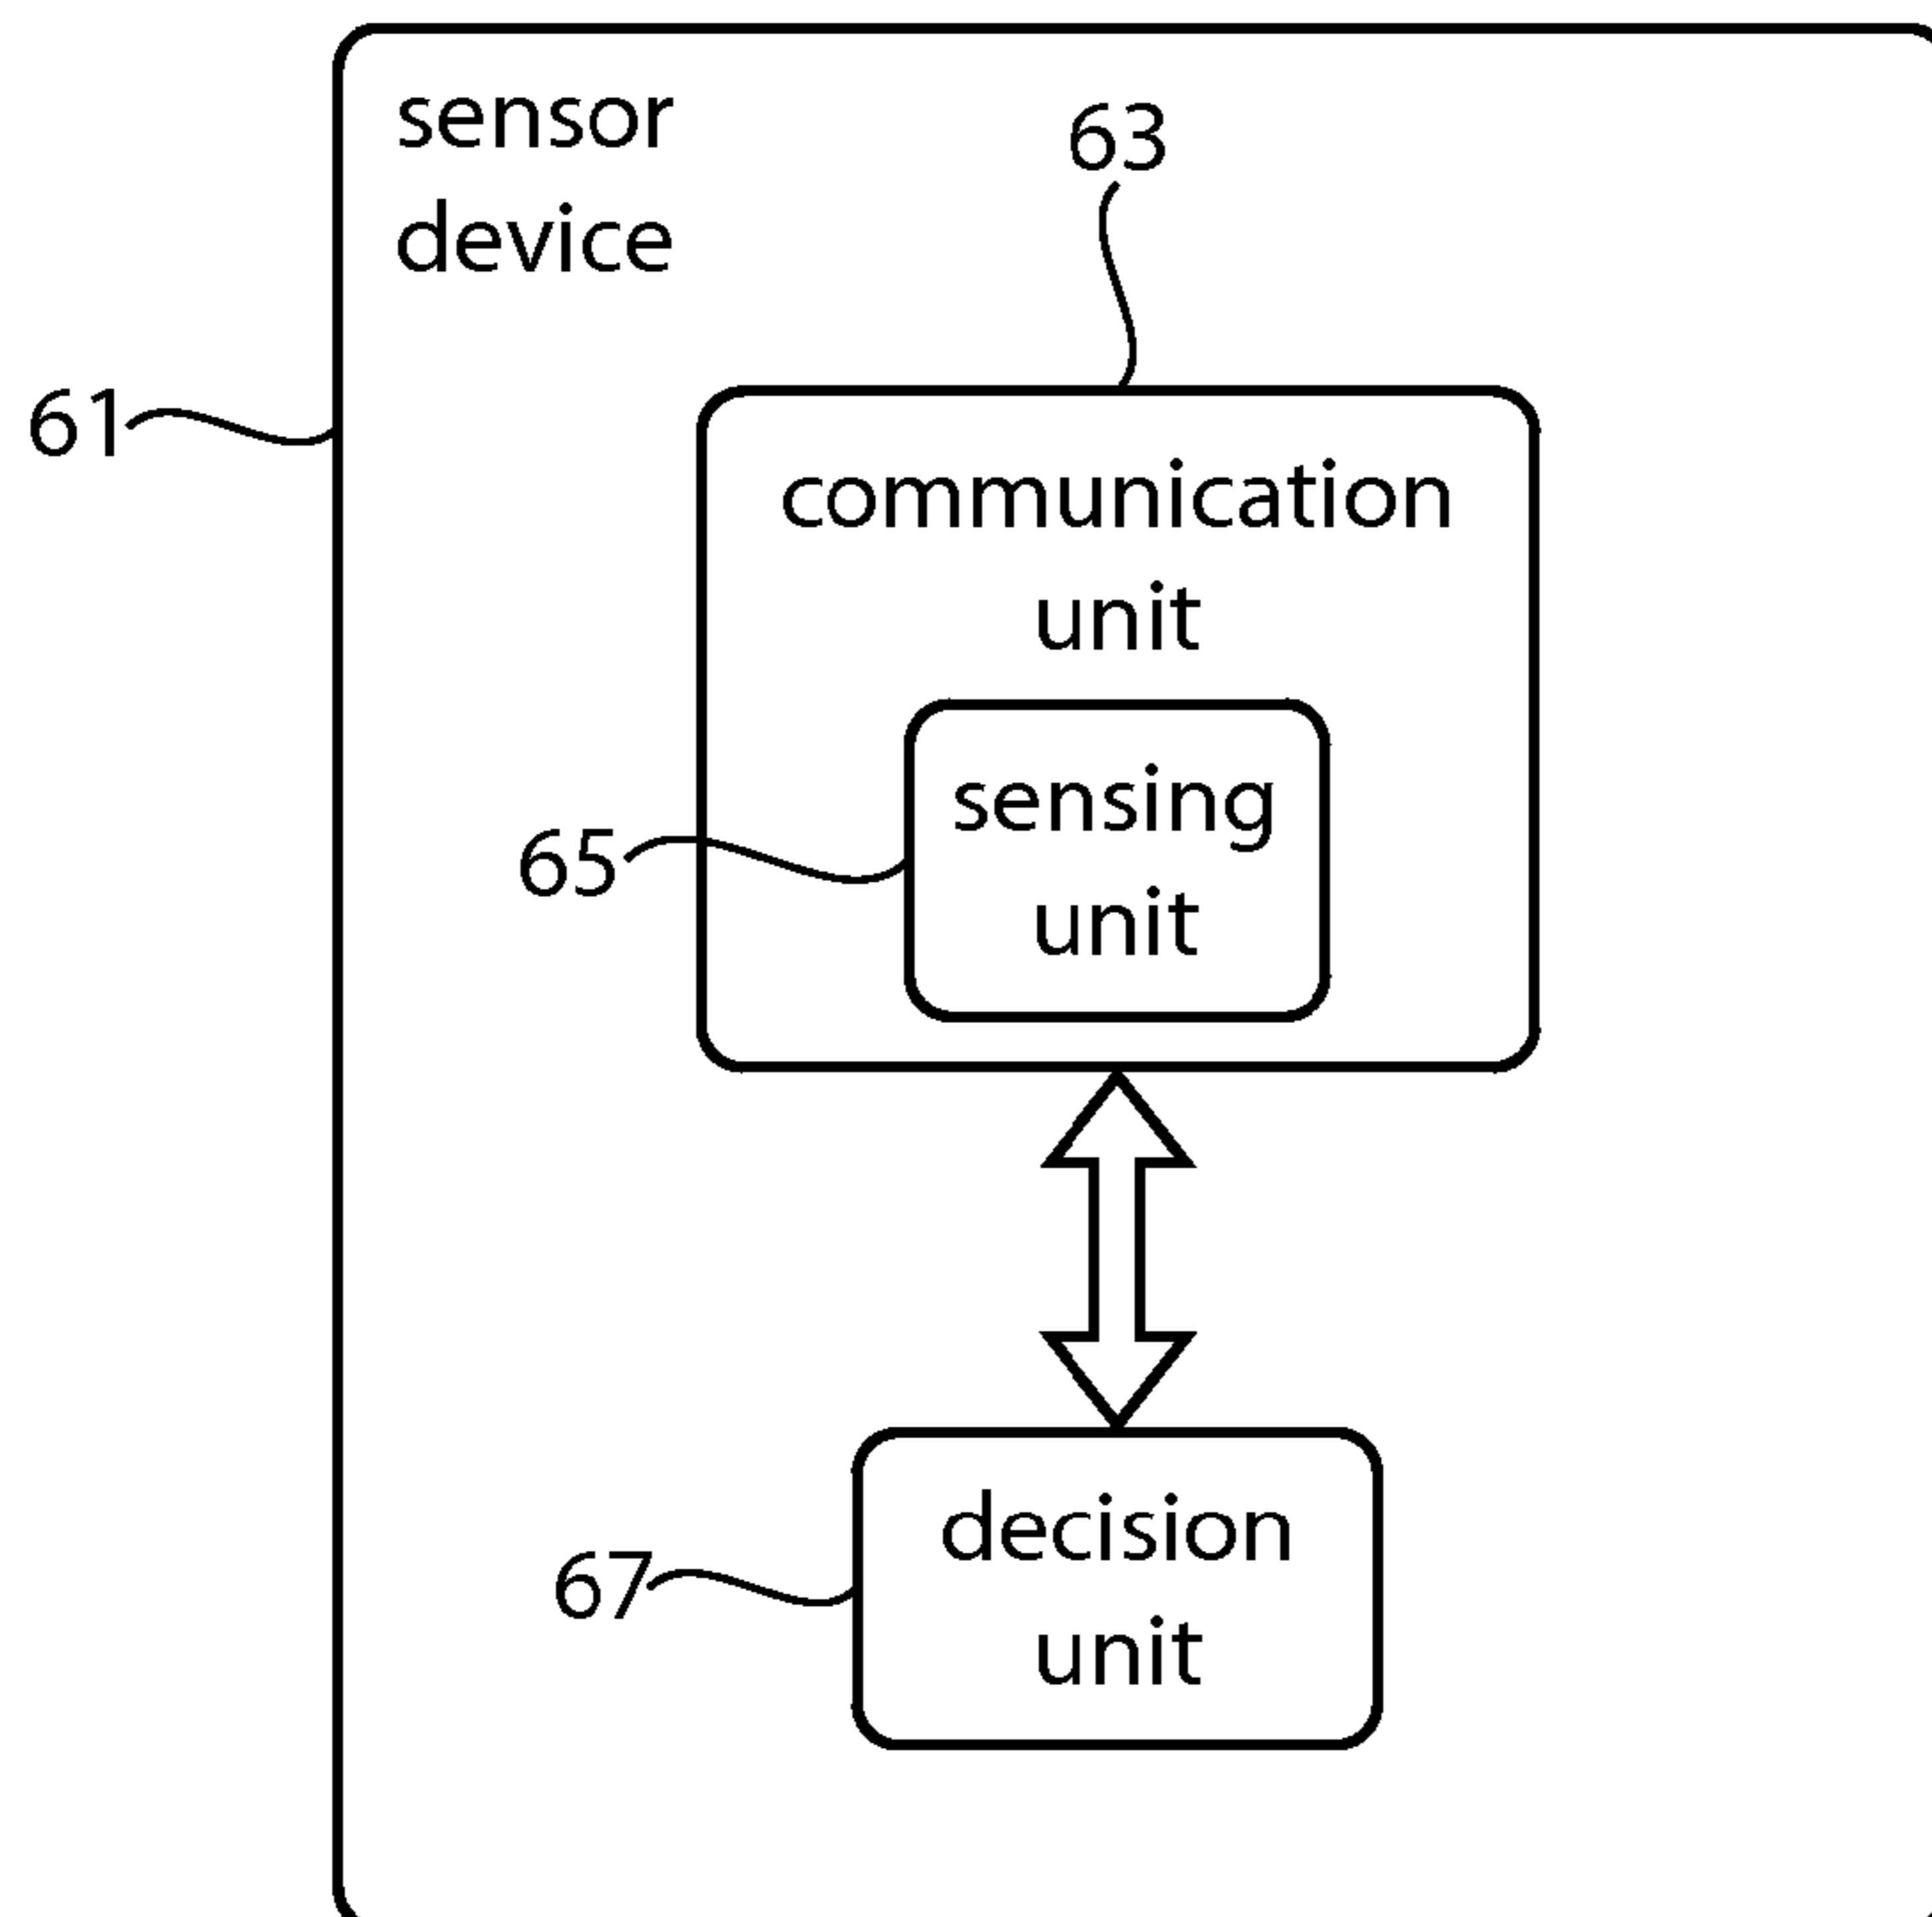 sensor
device
63
61
communication
unit
sensing
unit
65
decision
unit
67